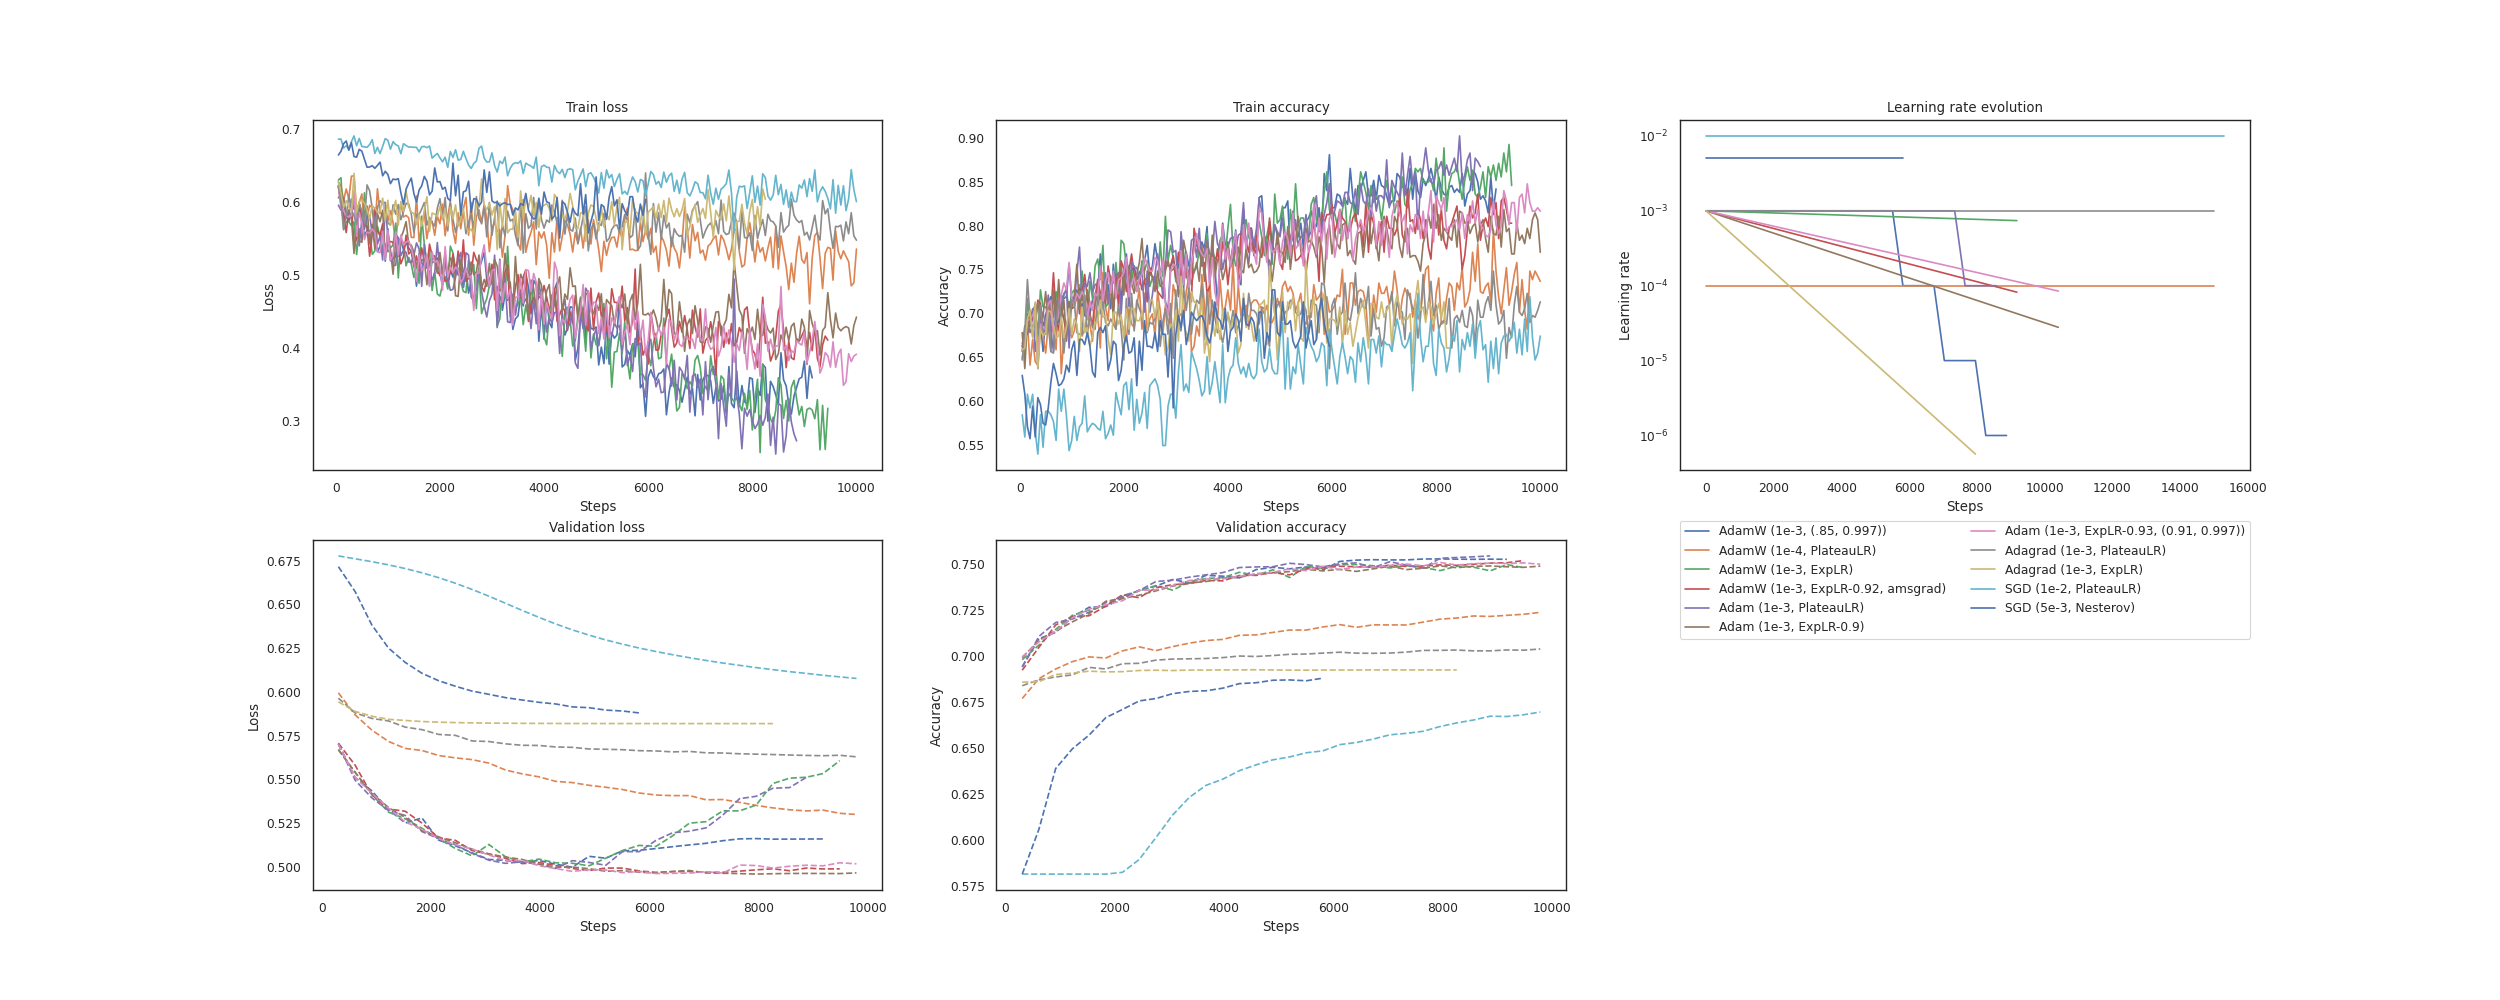 Train loss
Loss
0.7
0.6
0.5
0.4
0.3
0 2000 4000 6000 8000 10000
Steps
Train accuracy
Accuracy
0.90
0.85
0.80
0.75
0.70
0.65
0.60
0.55
0 2000 4000 6000 8000 10000
Steps
Learning rate evolution
Learning rate
10⁻²
10⁻³
10⁻⁴
10⁻⁵
10⁻⁶
0 2000 4000 6000 8000 10000 12000 14000 16000
Steps
Validation loss
Loss
0.675
0.650
0.625
0.600
0.575
0.550
0.525
0.500
0 2000 4000 6000 8000 10000
Steps
Validation accuracy
Accuracy
0.750
0.725
0.700
0.675
0.650
0.625
0.600
0.575
0 2000 4000 6000 8000 10000
Steps
AdamW (1e-3, (.85, 0.997))
AdamW (1e-4, PlateauLR)
AdamW (1e-3, ExpLR)
AdamW (1e-3, ExpLR-0.92, amsgrad)
Adam (1e-3, PlateauLR)
Adam (1e-3, ExpLR-0.9)
Adam (1e-3, ExpLR-0.93, (0.91, 0.997))
Adagrad (1e-3, PlateauLR)
Adagrad (1e-3, ExpLR)
SGD (1e-2, PlateauLR)
SGD (5e-3, Nesterov)